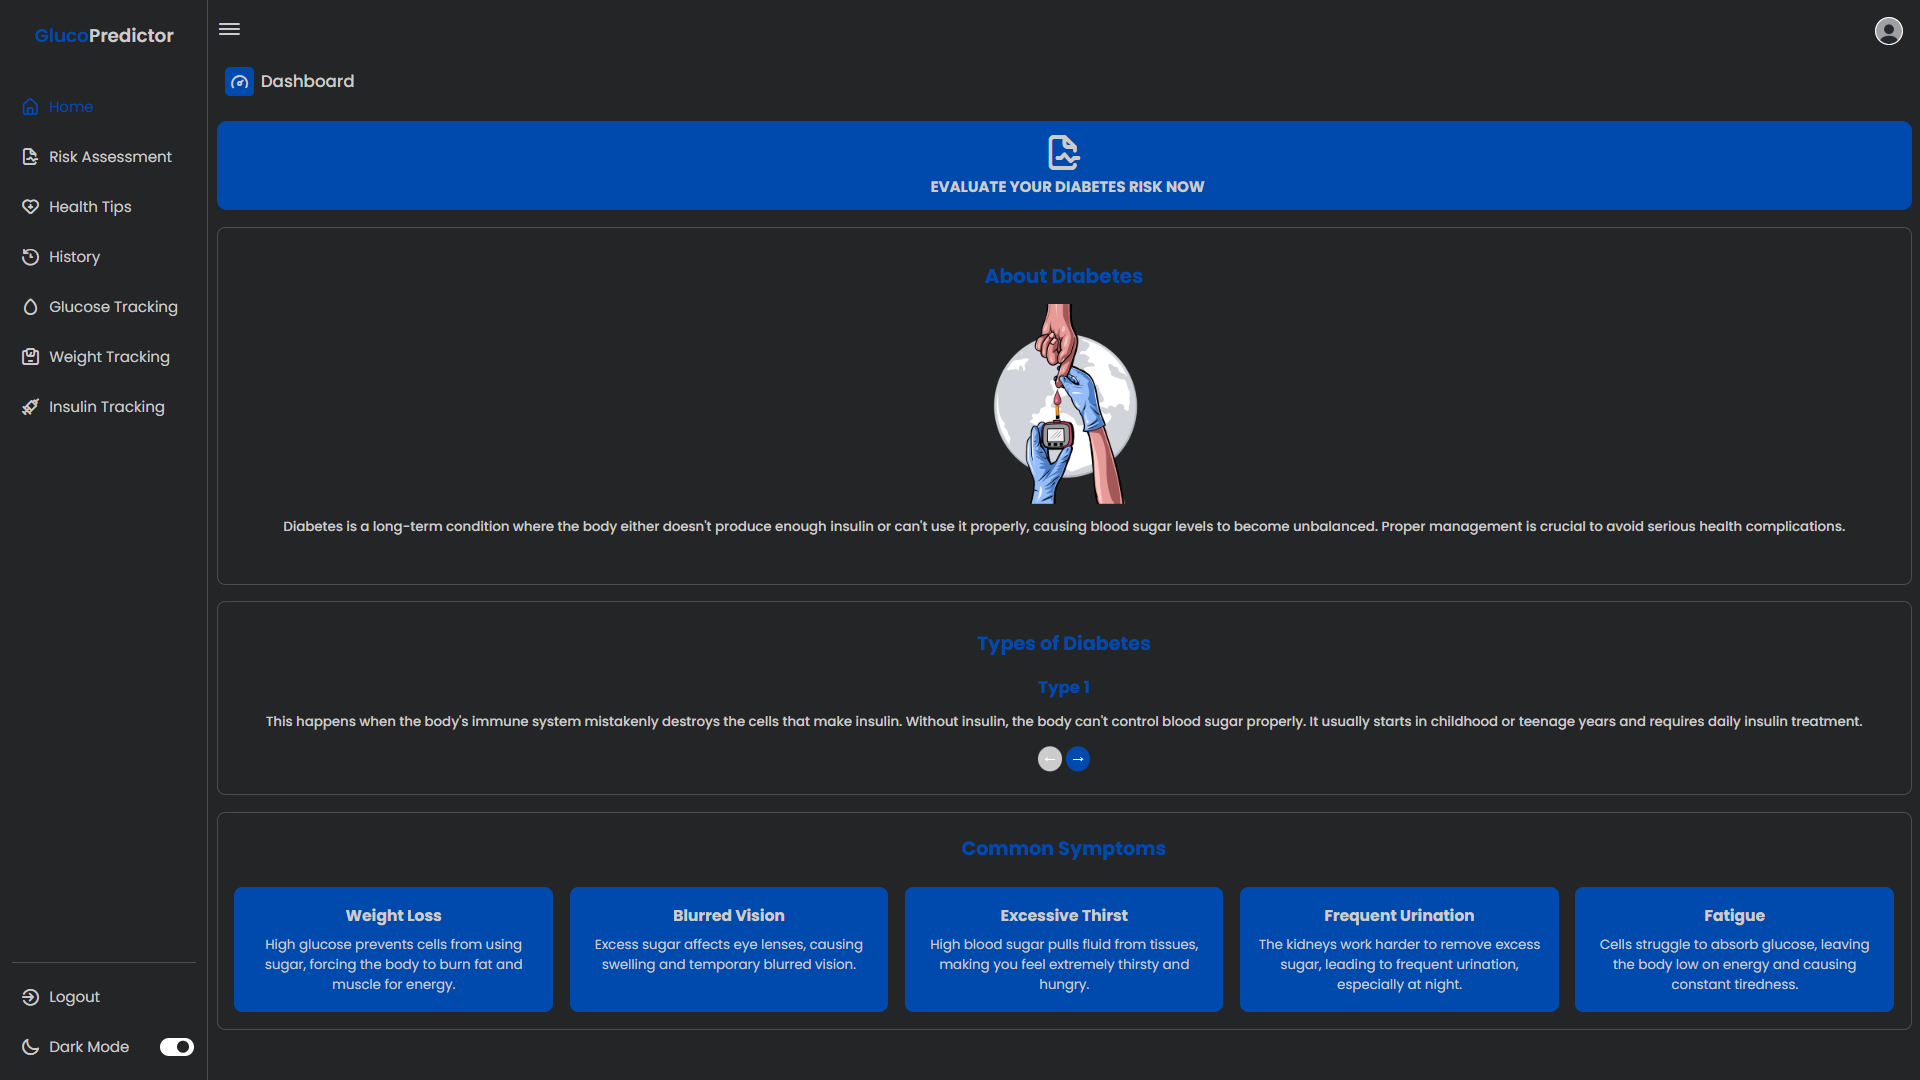 GlucoPredictor
Home
Risk Assessment
Health Tips
History
Glucose Tracking
Weight Tracking
Insulin Tracking
Logout
Dark Mode
Dashboard
EVALUATE YOUR DIABETES RISK NOW
About Diabetes
Diabetes is a long-term condition where the body either doesn't produce enough insulin or can't use it properly, causing blood sugar levels to become unbalanced. Proper management is crucial to avoid serious health complications.
Types of Diabetes
Type 1
This happens when the body's immune system mistakenly destroys the cells that make insulin. Without insulin, the body can't control blood sugar properly. It usually starts in childhood or teenage years and requires daily insulin treatment.
← →
Common Symptoms
Weight Loss
High glucose prevents cells from using
sugar, forcing the body to burn fat and
muscle for energy.
Blurred Vision
Excess sugar affects eye lenses, causing
swelling and temporary blurred vision.
Excessive Thirst
High blood sugar pulls fluid from tissues,
making you feel extremely thirsty and
hungry.
Frequent Urination
The kidneys work harder to remove excess
sugar, leading to frequent urination,
especially at night.
Fatigue
Cells struggle to absorb glucose, leaving
the body low on energy and causing
constant tiredness.